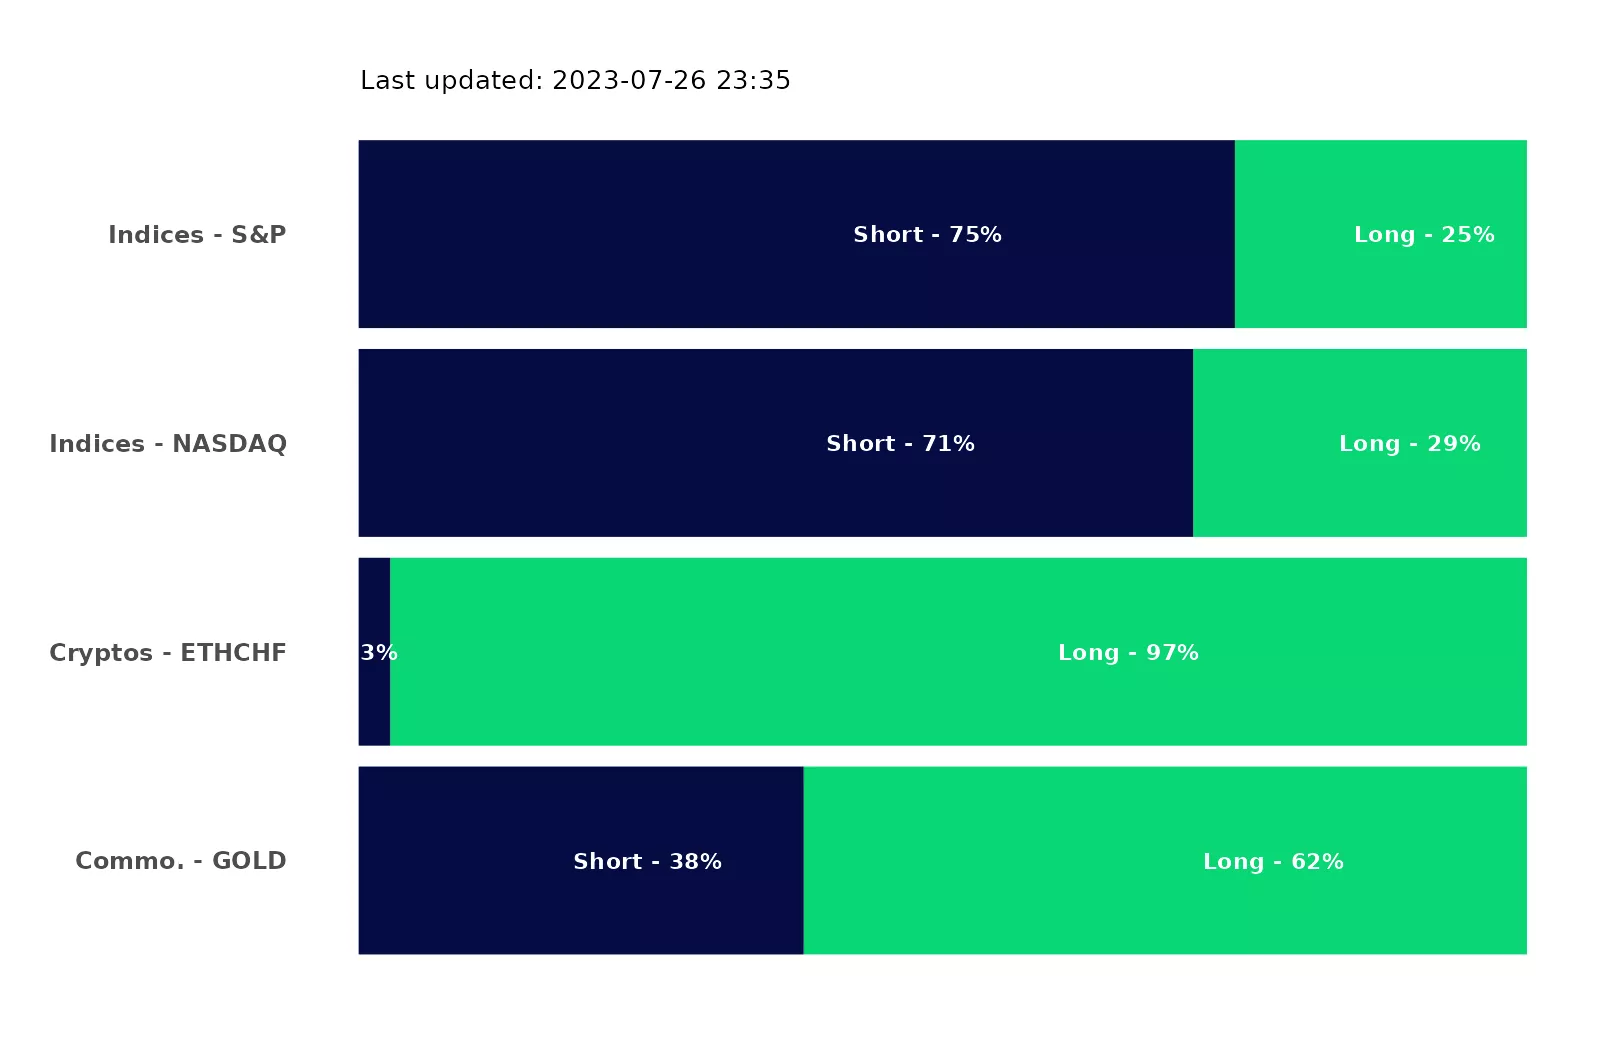 Last updated: 2023-07-26 23:35
Indices - S&P Short - 75% Long - 25%
Indices - NASDAQ Short - 71% Long - 29%
Cryptos - ETHCHF 3% Long - 97%
Commo. - GOLD Short - 38% Long - 62%